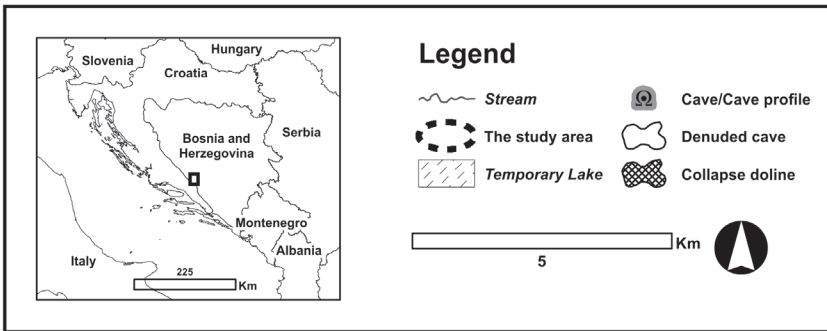 Hungary
Slovenia
Croatia
Serbia
Bosnia and
Herzegovina
Montenegro
Albania
Italy
225
Km
Legend
Stream
Cave/Cave profile
The study area
Denuded cave
Temporary Lake
Collapse doline
Km
5